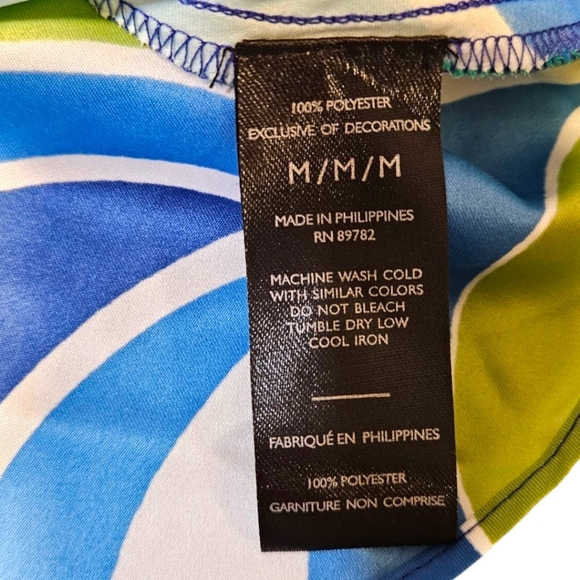 100% POLYESTER
EXCLUSIVE OF DECORATIONS
M/M/M
MADE IN PHILIPPINES
RN 89782
MACHINE WASH COLD
WITH SIMILAR COLORS
DO NOT BLEACH
TUMBLE DRY LOW
COOL IRON
FABRIQUÉ EN PHILIPPINES
100% POLYESTER
GARNITURE NON COMPRISE